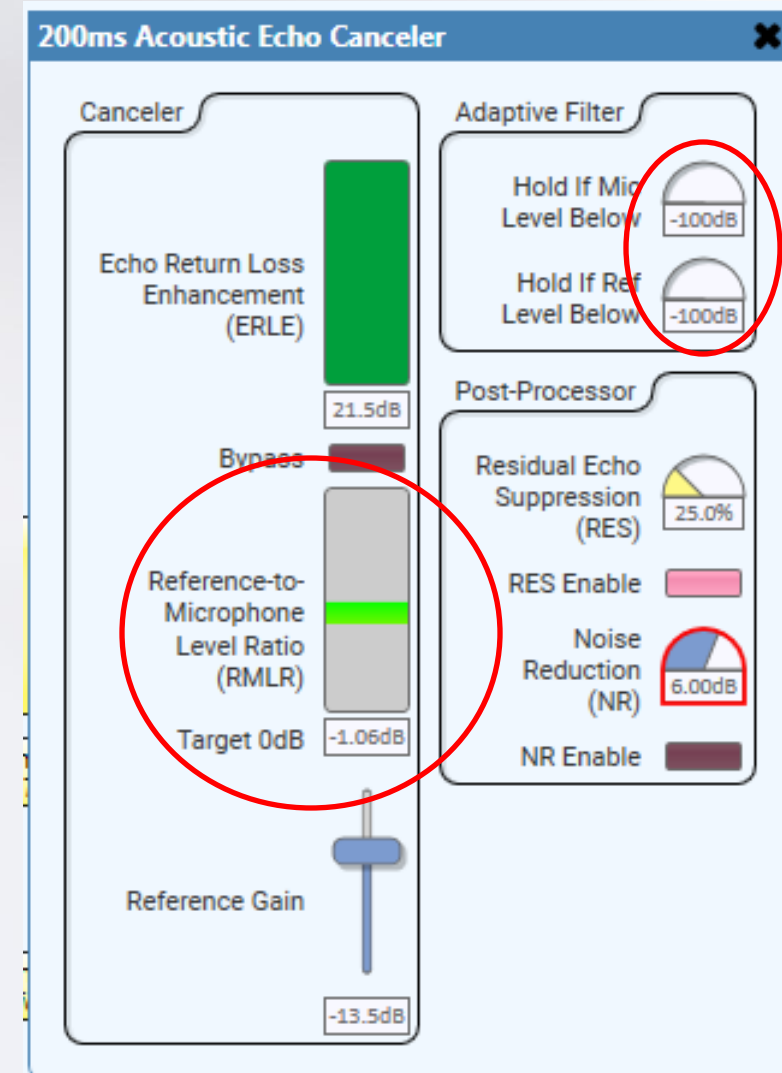 200ms Acoustic Echo Canceler
Canceler
Echo Return Loss
Enhancement
(ERLE)
21.5dB
Bypass
Reference-to-
Microphone
Level Ratio
(RMLR)
Target 0dB
-1.06dB
Reference Gain
-13.5dB
Adaptive Filter
Hold If Mic
Level Below
-100dB
Hold If Ref
Level Below
-100dB
Post-Processor
Residual Echo
Suppression
(RES)
25.0%
RES Enable
Noise
Reduction
(NR)
6.00dB
NR Enable